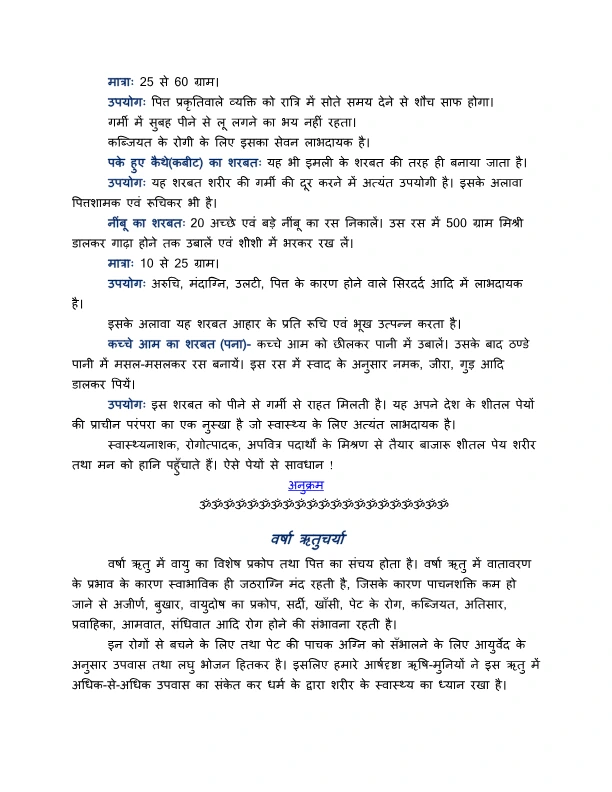 मात्राः 25 से 60 ग्राम।
उपयोगः पित्त प्रकृतिवाले व्यक्ति को रात्रि में सोते समय देने से शौच साफ होगा।
गर्मी में सुबह पीने से लू लगने का भय नहीं रहता।
कब्जियत के रोगी के लिए इसका सेवन लाभदायक है।
पके हुए कैथे(कबीट) का शरबतः यह भी इमली के शरबत की तरह ही बनाया जाता है।
उपयोगः यह शरबत शरीर की गर्मी की दूर करने में अत्यंत उपयोगी है। इसके अलावा
पित्तशामक एवं रूचिकर भी है।
नींबू का शरबतः 20 अच्छे एवं बड़े नींबू का रस निकालें। उस रस में 500 ग्राम मिश्री
डालकर गाढ़ा होने तक उबालें एवं शीशी में भरकर रख लें।
मात्राः 10 से 25 ग्राम।
उपयोगः अरुचि, मंदाग्नि, उलटी, पित्त के कारण होने वाले सिरदर्द आदि में लाभदायक
है।
इसके अलावा यह शरबत आहार के प्रति रूचि एवं भूख उत्पन्न करता है।
कच्चे आम का शरबत (पना)- कच्चे आम को छीलकर पानी में उबालें। उसके बाद ठण्डे
पानी में मसल-मसलकर रस बनायें। इस रस में स्वाद के अनुसार नमक, जीरा, गुड़ आदि
डालकर पियें।
उपयोगः इस शरबत को पीने से गर्मी से राहत मिलती है। यह अपने देश के शीतल पेयों
की प्राचीन परंपरा का एक नुस्खा है जो स्वास्थ्य के लिए अत्यंत लाभदायक है।
स्वास्थ्यनाशक, रोगोत्पादक, अपवित्र पदार्थों के मिश्रण से तैयार बाजारू शीतल पेय शरीर
तथा मन को हानि पहुँचाते हैं। ऐसे पेयों से सावधान !
अनुक्रम
ॐॐॐॐॐॐॐॐॐॐॐॐॐॐॐॐॐॐॐॐॐ
वर्षा ऋतुचर्या
वर्षा ऋतु में वायु का विशेष प्रकोप तथा पित्त का संचय होता है। वर्षा ऋतु में वातावरण
के प्रभाव के कारण स्वाभाविक ही जठराग्नि मंद रहती है, जिसके कारण पाचनशक्ति कम हो
जाने से अजीर्ण, बुखार, वायुदोष का प्रकोप, सर्दी, खाँसी, पेट के रोग, कब्जियत, अतिसार,
प्रवाहिका, आमवात, संधिवात आदि रोग होने की संभावना रहती है।
इन रोगों से बचने के लिए तथा पेट की पाचक अग्नि को सँभालने के लिए आयुर्वेद के
अनुसार उपवास तथा लघु भोजन हितकर है। इसलिए हमारे आर्षदृष्टा ऋषि-मुनियों ने इस ऋतु में
अधिक-से-अधिक उपवास का संकेत कर धर्म के द्वारा शरीर के स्वास्थ्य का ध्यान रखा है।